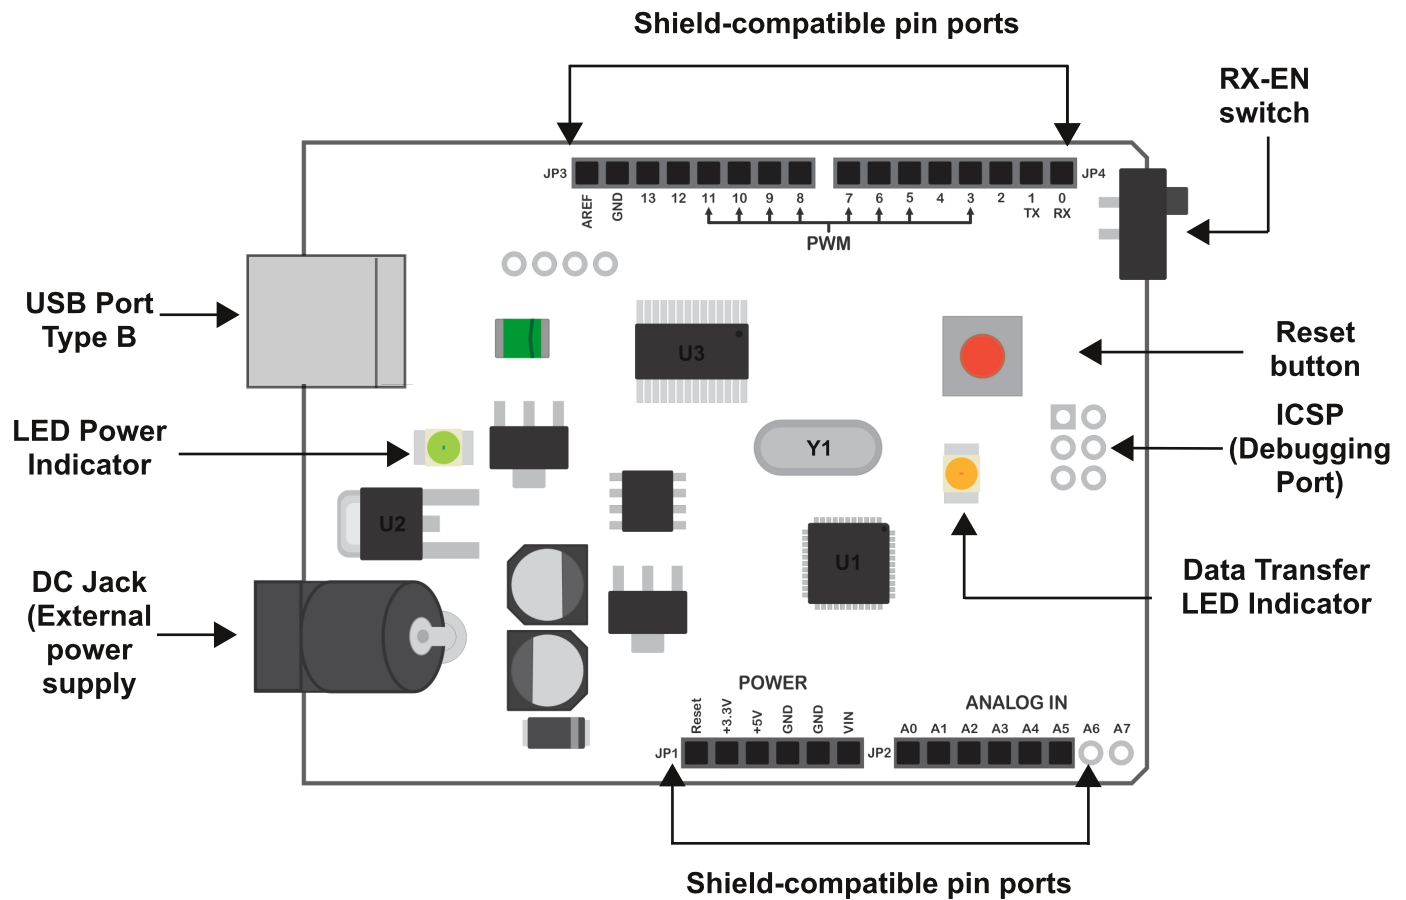 Shield-compatible pin ports
RX-EN
switch
JP3
JP4
AREF
GND
13
12
11
10
9
8
7
6
5
4
3
2
1
TX
0
RX
PWM
USB Port
Type B
U3
Reset
button
LED Power
Indicator
Y1
ICSP
(Debugging
Port)
U2
U1
DC Jack
(External
power
supply
Data Transfer
LED Indicator
POWER
ANALOG IN
Reset
+3.3V
+5V
GND
GND
VIN
A0
A1
A2
A3
A4
A5
A6
A7
JP1
JP2
Shield-compatible pin ports